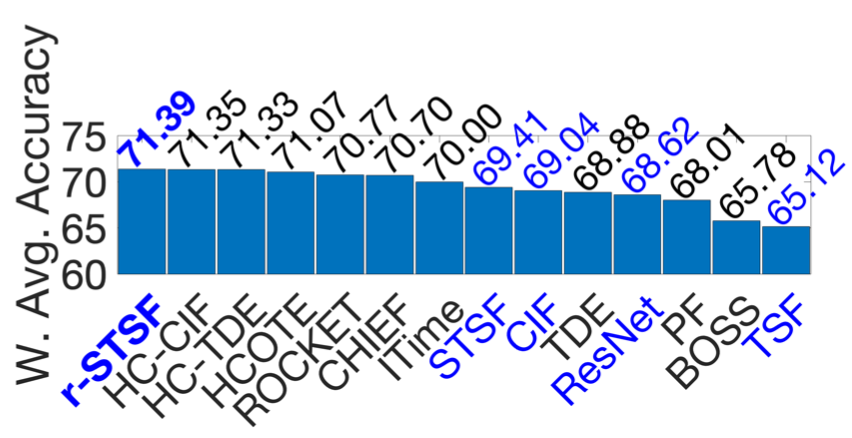 W. Avg. Accuracy
75
70
65
60
71.39
71.35
71.33
71.07
70.77
70.70
70.00
69.41
69.04
68.88
68.62
68.01
65.78
65.12
r-STSF
HC-CIF
HC-TDE
HCOTE
ROCKET
CHIEF
ITime
STSF
CIF
TDE
ResNet
PF
BOSS
TSF